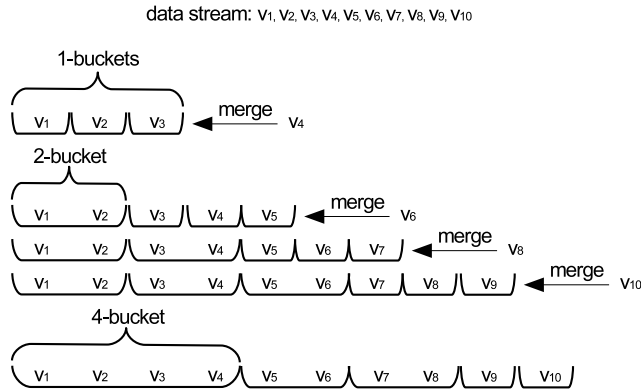 data stream: v1, v2, v3, v4, v5, v6, v7, v8, v9, v10
1-buckets
v1 v2 v3 merge v4
2-bucket
v1 v2 v3 v4 v5 merge v6
v1 v2 v3 v4 v5 v6 v7 merge v8
v1 v2 v3 v4 v5 v6 v7 v8 v9 merge v10
4-bucket
v1 v2 v3 v4 v5 v6 v7 v8 v9 v10